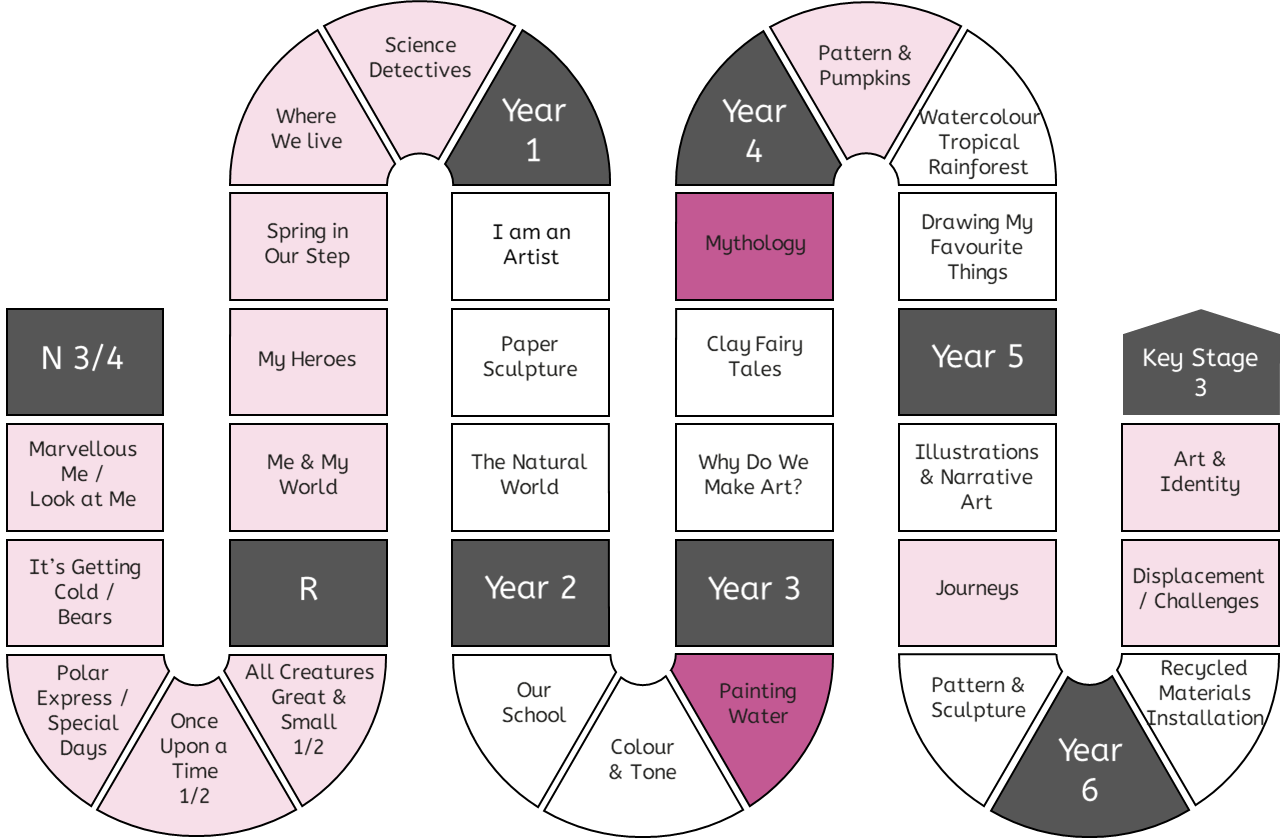 N 3/4
Marvellous
Me /
Look at Me
It's Getting
Cold /
Bears
Polar
Express /
Special
Days
Once
Upon a
Time
1/2
All Creatures
Great &
Small
1/2
R
Me & My
World
My Heroes
Spring in
Our Step
Where
We live
Science
Detectives
Year
1
I am an
Artist
Paper
Sculpture
The Natural
World
Year 2
Our
School
Colour
& Tone
Painting
Water
Year 3
Why Do We
Make Art?
Clay Fairy
Tales
Mythology
Year
4
Pattern &
Pumpkins
Watercolour
Tropical
Rainforest
Drawing My
Favourite
Things
Year 5
Illustrations
& Narrative
Art
Journeys
Pattern &
Sculpture
Year
6
Recycled
Materials
Installation
Displacement
/ Challenges
Art &
Identity
Key Stage
3